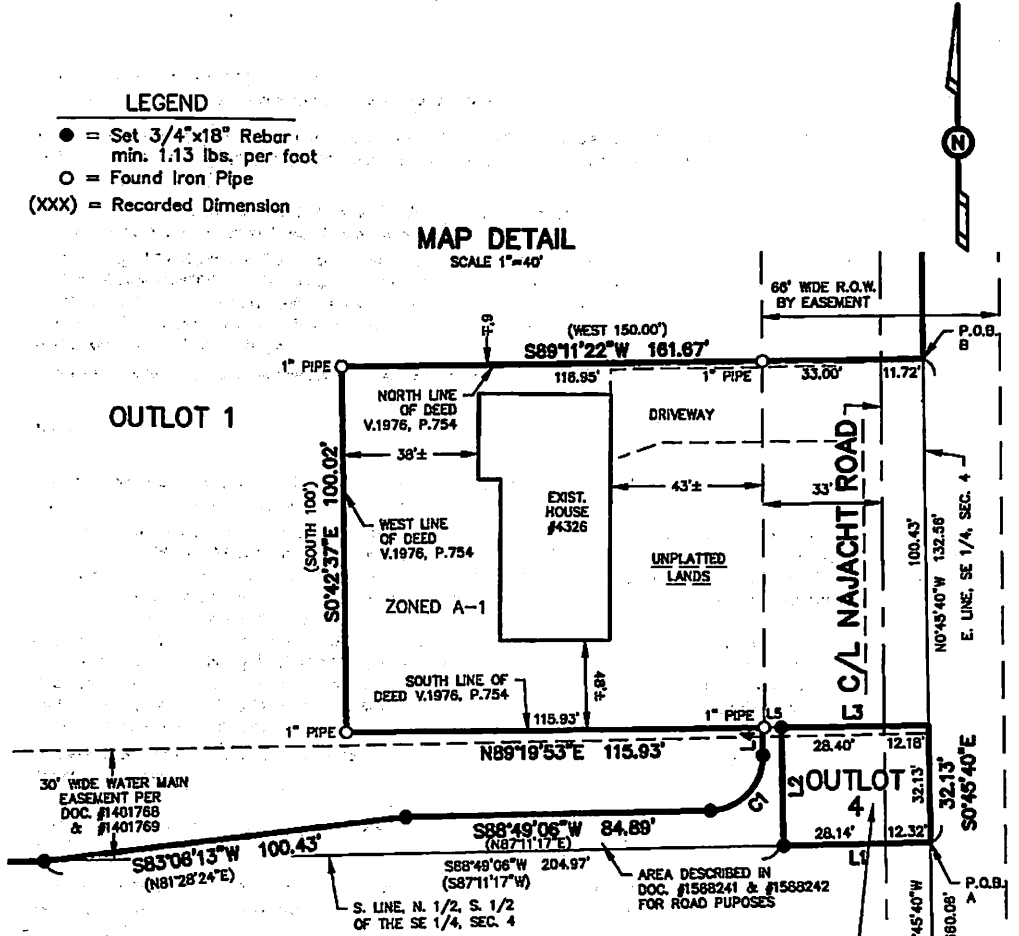 LEGEND
● = Set 3/4"x18" Rebar
min. 1.13 lbs. per foot
○ = Found Iron Pipe
(XXX) = Recorded Dimension
N
MAP DETAIL
SCALE 1"=40'
66' WIDE R.O.W.
BY EASEMENT
P.O.B.
B
(WEST 150.00')
S89°11'22"W 161.67'
1" PIPE
116.95'
1" PIPE
33.00'
11.72'
OUTLOT 1
NORTH LINE
OF DEED
V.1976, P.754
DRIVEWAY
38'±
43'±
33'
EXIST.
HOUSE
#4326
(SOUTH 100')
S0°42'37"E 100.02'
WEST LINE
OF DEED
V.1976, P.754
UNPLATTED
LANDS
C/L NAJACHT ROAD
100.43'
N0°45'40"W 132.56'
E. LINE, SE 1/4, SEC. 4
ZONED A-1
48'±
SOUTH LINE OF
DEED V.1976, P.754
1" PIPE
115.93'
1" PIPE
L5
L3
N89°19'53"E 115.93'
28.40'
12.18'
L4
C1
L2
OUTLOT
4
32.13'
32.13'
S0°45'40"E
30' WIDE WATER MAIN
EASEMENT PER
DOC. #1401768
& #1401769
S83°06'13"W 100.43'
(N81°28'24"E)
S88°49'06"W 84.89'
(N87°11'17"E)
28.14'
12.32'
L1
S88°49'06"W 204.97'
(S87°11'17"W)
AREA DESCRIBED IN
DOC. #1568241 & #1588242
FOR ROAD PUPOSES
P.O.B.
A
S. LINE, N. 1/2, S. 1/2
OF THE SE 1/4, SEC. 4